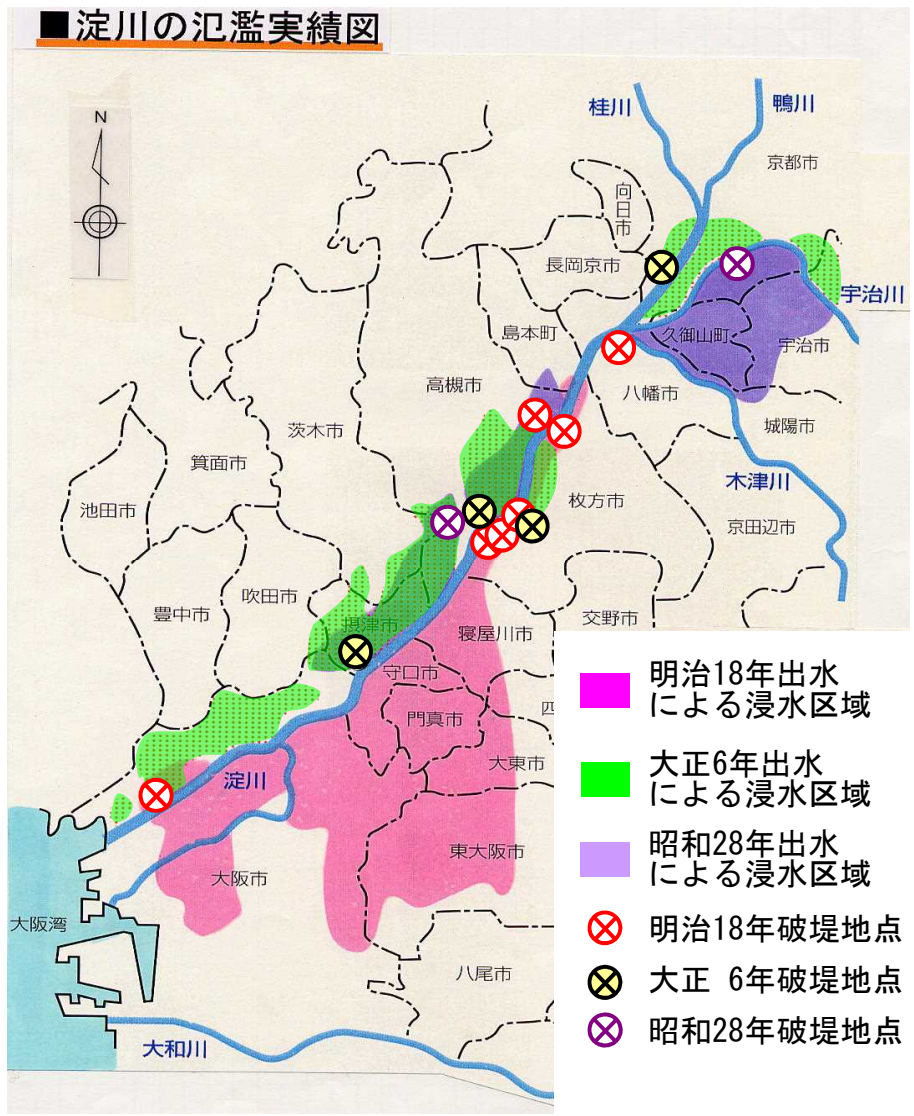 ■淀川の氾濫実績図
N
桂川
鴨川
京都市
向日市
長岡京市
宇治川
島本町
久御山町
宇治市
高槻市
八幡市
茨木市
城陽市
箕面市
木津川
池田市
枚方市
京田辺市
吹田市
豊中市
摂津市
寝屋川市
交野市
守口市
門真市
四
大東市
淀川
東大阪市
大阪市
大阪湾
八尾市
大和川
明治18年出水
による浸水区域
大正6年出水
による浸水区域
昭和28年出水
による浸水区域
明治18年破堤地点
大正 6年破堤地点
昭和28年破堤地点